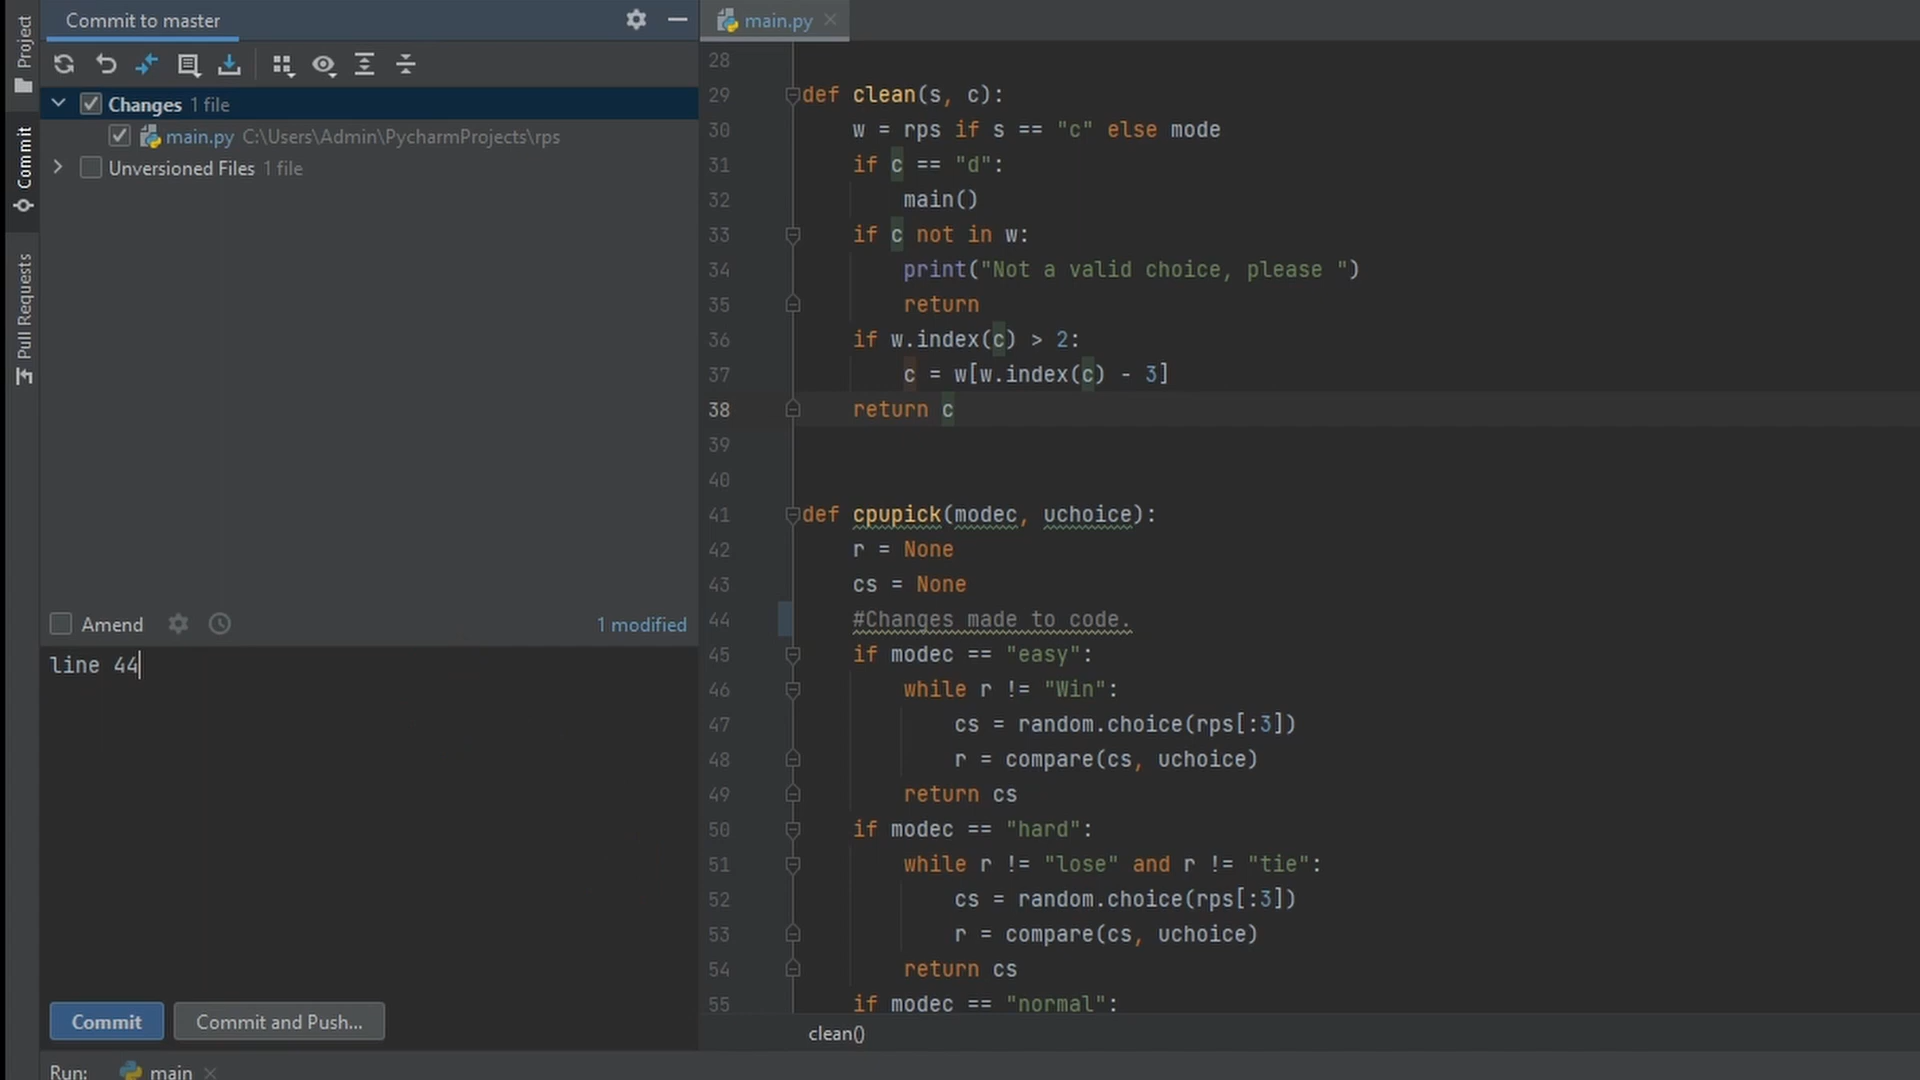 Project
Commit
Pull Requests
Commit to master
Changes 1 file
main.py C:\Users\Admin\PycharmProjects\rps
Unversioned Files 1 file
Amend
1 modified
line 44
Commit
Commit and Push...
Run: main
main.py
28
29 def clean(s, c):
30 w = rps if s == "c" else mode
31 if c == "d":
32 main()
33 if c not in w:
34 print("Not a valid choice, please ")
35 return
36 if w.index(c) > 2:
37 c = w[w.index(c) - 3]
38 return c
39
40
41 def cpupick(modec, uchoice):
42 r = None
43 cs = None
44 #Changes made to code.
45 if modec == "easy":
46 while r != "Win":
47 cs = random.choice(rps[:3])
48 r = compare(cs, uchoice)
49 return cs
50 if modec == "hard":
51 while r != "lose" and r != "tie":
52 cs = random.choice(rps[:3])
53 r = compare(cs, uchoice)
54 return cs
55 if modec == "normal":
clean()